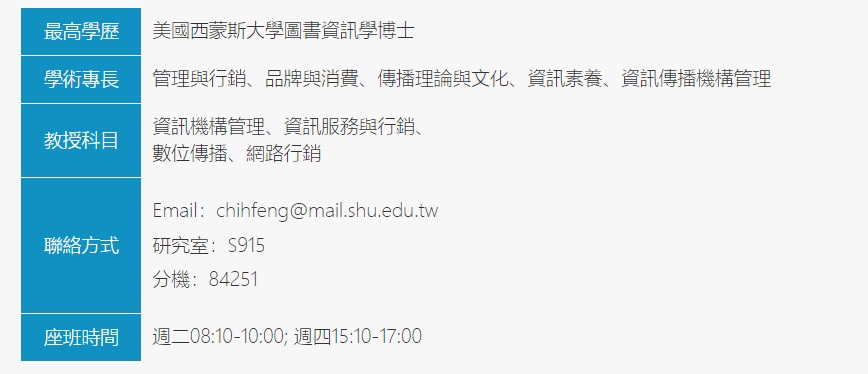 最高學歷 美國西蒙斯大學圖書資訊學博士
學術專長 管理與行銷、品牌與消費、傳播理論與文化、資訊素養、資訊傳播機構管理
教授科目 資訊機構管理、資訊服務與行銷、
數位傳播、網路行銷
聯絡方式
Email：chihfeng@mail.shu.edu.tw
研究室：S915
分機：84251
座班時間 週二08:10-10:00; 週四15:10-17:00